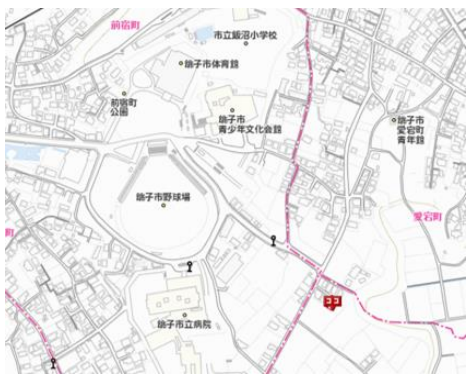 前宿町
市立飯沼小学校
銚子市体育館
前宿町
公園
銚子市
青少年文化会館
銚子市
愛宕町
青年館
銚子市野球場
愛宕町
町
ココ
銚子市立病院